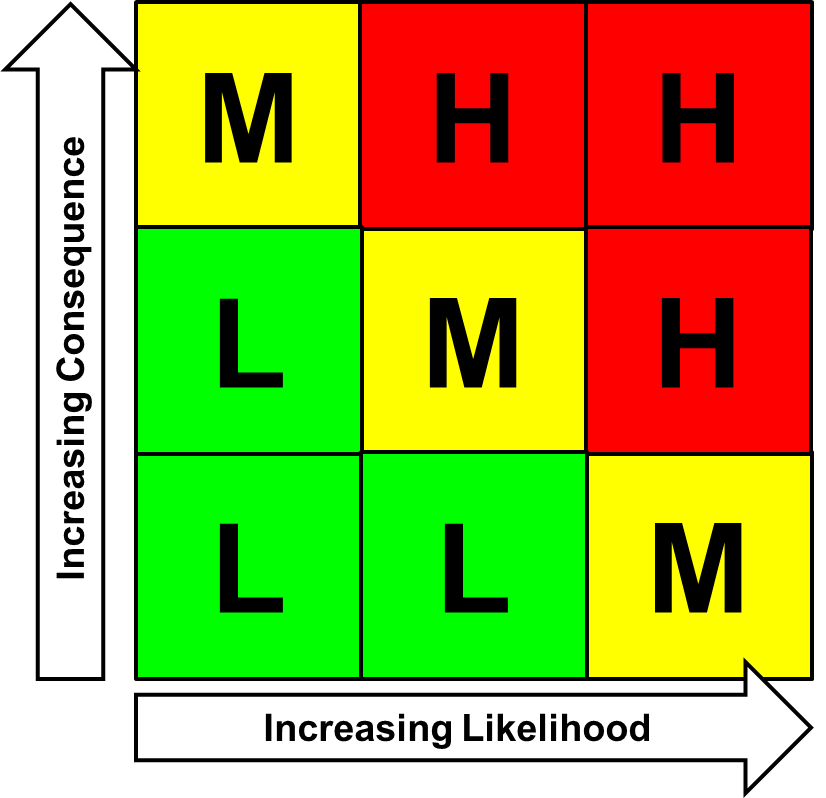 M H H
L M H
L L M
Increasing Consequence
Increasing Likelihood